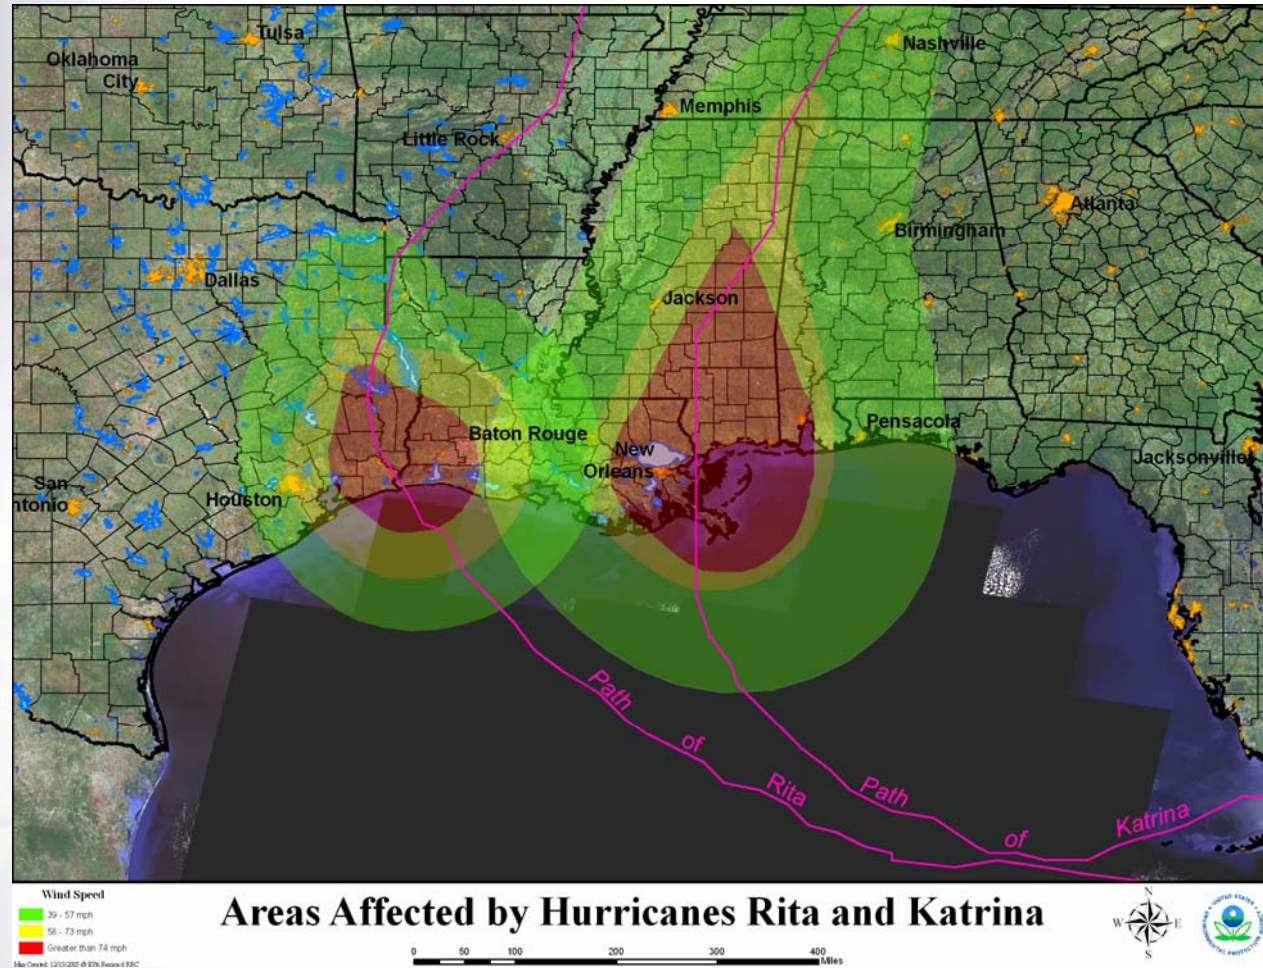 Tulsa
Oklahoma
City
Nashville
Memphis
Little Rock
Atlanta
Birmingham
Dallas
Jackson
Pensacola
Baton Rouge
New
Orleans
Jacksonville
San
ntonio
Houston
Path
of
Rita
Path
of
Katrina
Wind Speed
39 - 57 mph
58 - 73 mph
Greater than 74 mph
Areas Affected by Hurricanes Rita and Katrina
0 50 100 200 300 400
Miles
N
W E
S